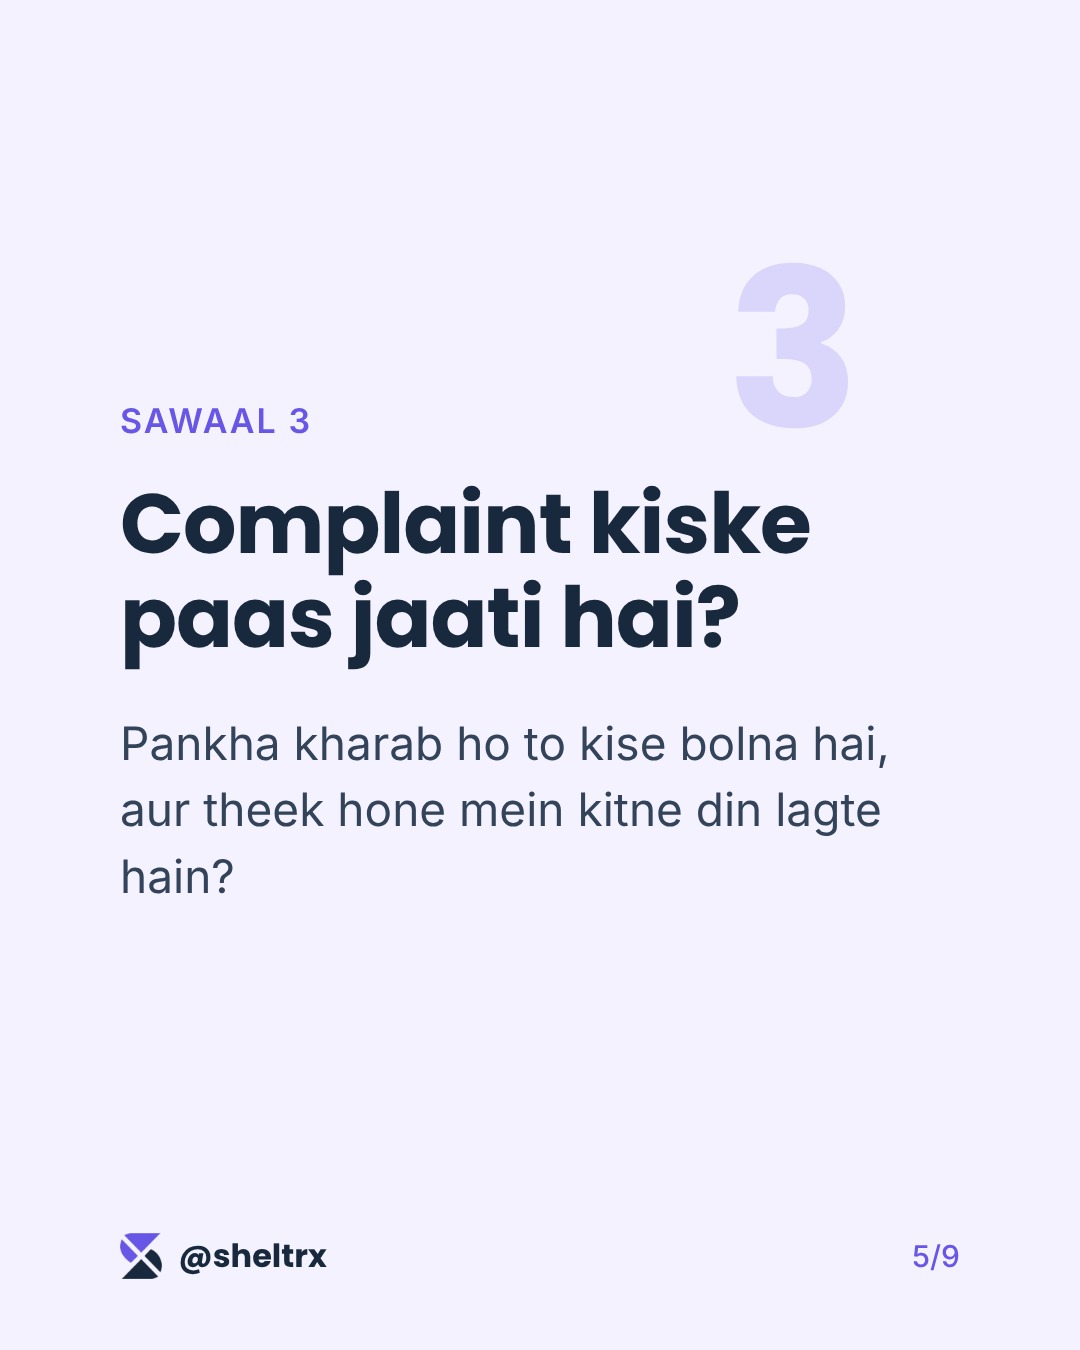 3
SAWAAL 3
Complaint kiske
paas jaati hai?
Pankha kharab ho to kise bolna hai,
aur theek hone mein kitne din lagte
hain?
@sheltrx
5/9